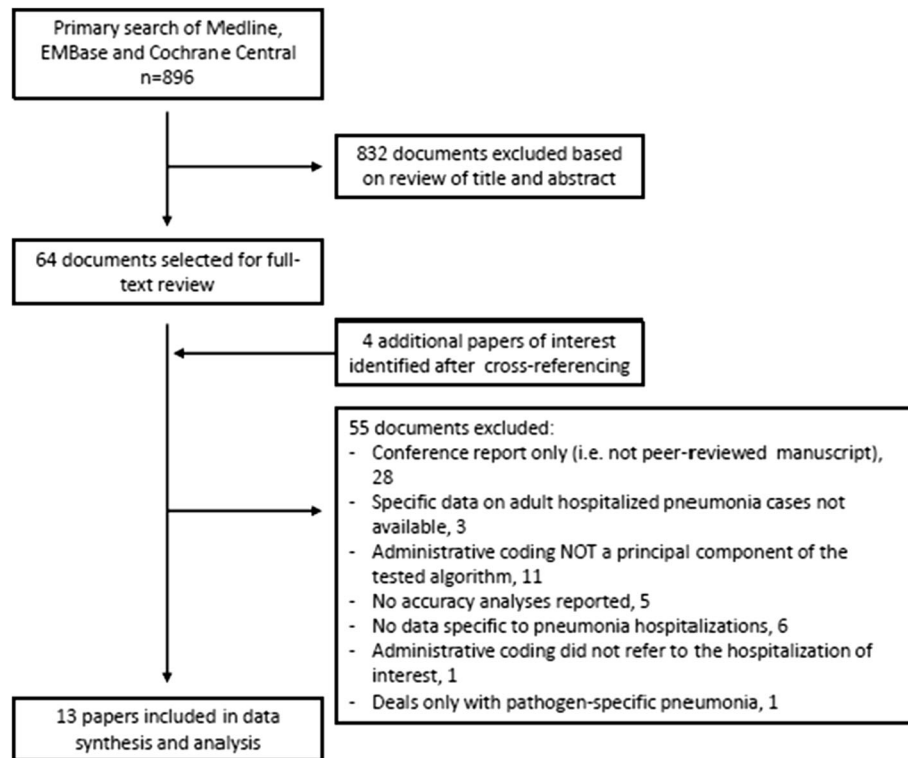 Primary search of Medline,
EMBase and Cochrane Central
n=896
832 documents excluded based
on review of title and abstract
64 documents selected for full-
text review
4 additional papers of interest
identified after cross-referencing
55 documents excluded:
- Conference report only (i.e. not peer-reviewed manuscript),
28
- Specific data on adult hospitalized pneumonia cases not
available, 3
- Administrative coding NOT a principal component of the
tested algorithm, 11
- No accuracy analyses reported, 5
- No data specific to pneumonia hospitalizations, 6
- Administrative coding did not refer to the hospitalization of
interest, 1
- Deals only with pathogen-specific pneumonia, 1
13 papers included in data
synthesis and analysis